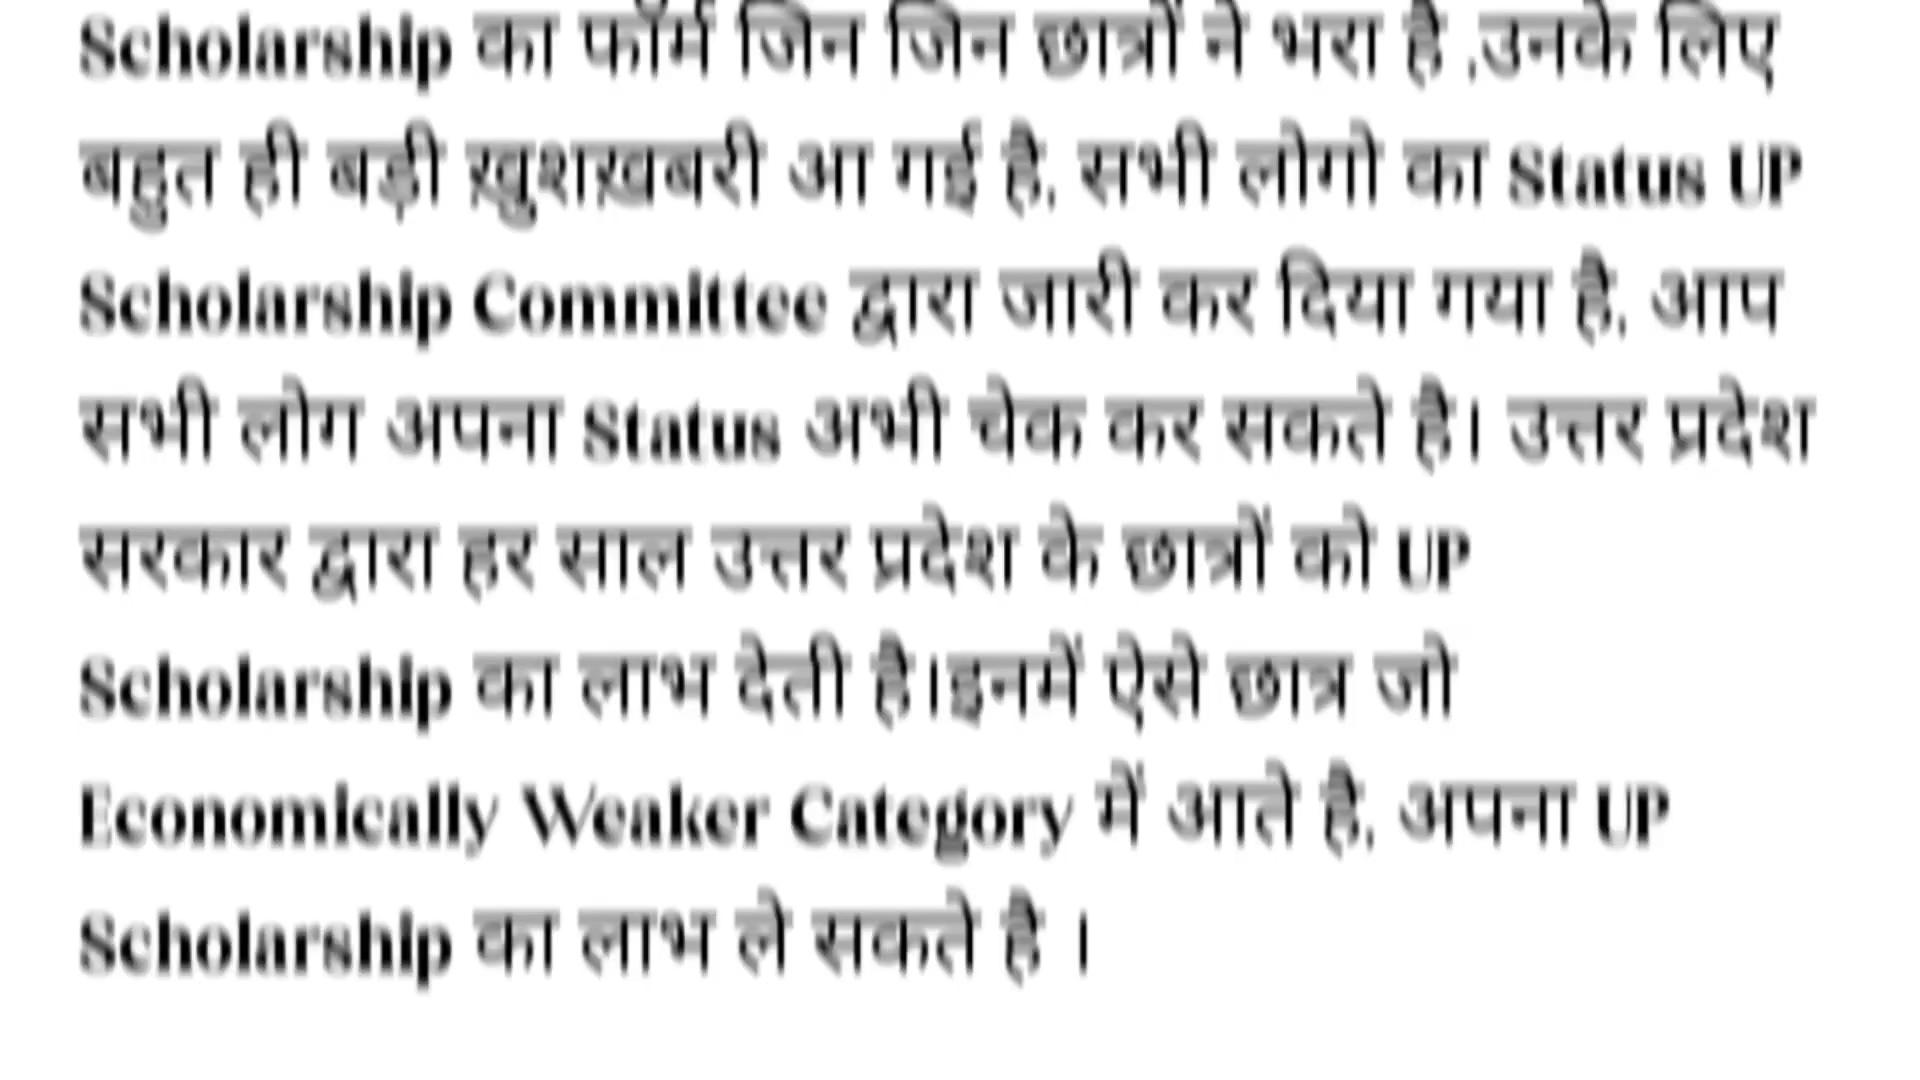 Scholarship का फॉर्म जिन जिन छात्रों ने भरा है ,उनके लिए
बहुत ही बड़ी ख़ुशख़बरी आ गई है, सभी लोगो का Status UP
Scholarship Committee द्वारा जारी कर दिया गया है, आप
सभी लोग अपना Status अभी चेक कर सकते है। उत्तर प्रदेश
सरकार द्वारा हर साल उत्तर प्रदेश के छात्रों को UP
Scholarship का लाभ देती है।इनमें ऐसे छात्र जो
Economically Weaker Category में आते है, अपना UP
Scholarship का लाभ ले सकते है ।